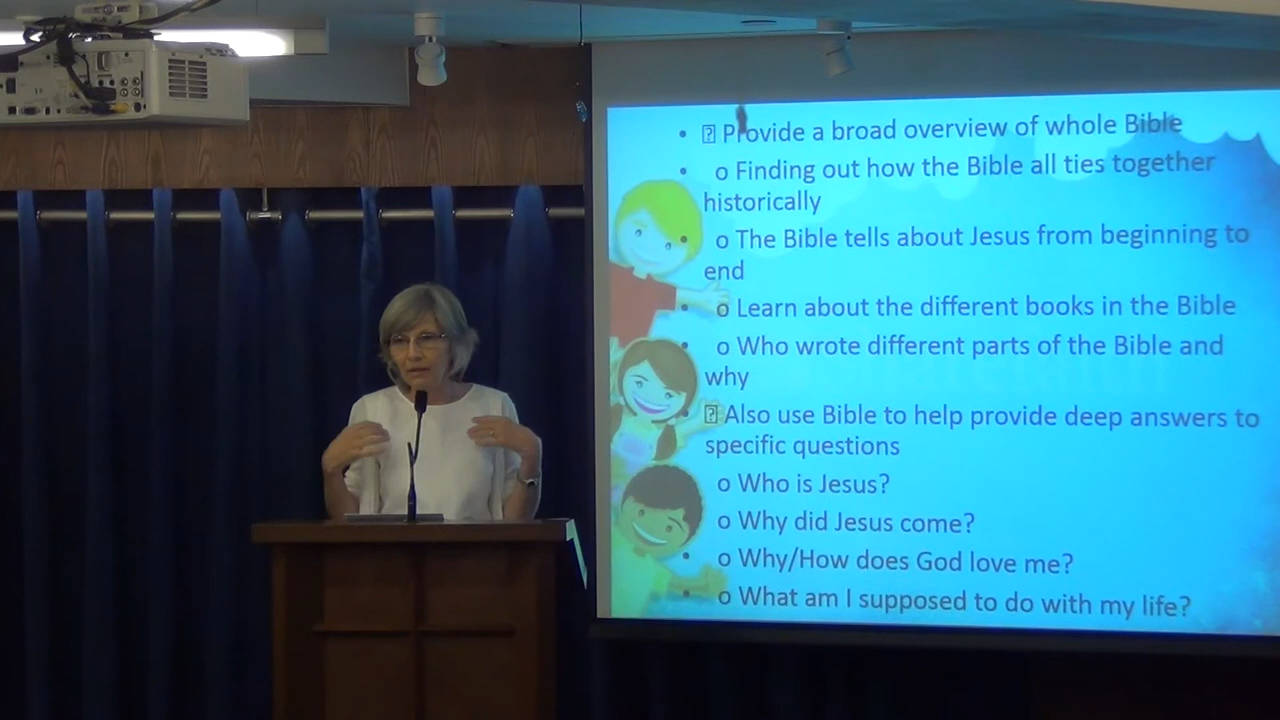 • Provide a broad overview of whole Bible
• o Finding out how the Bible all ties together
historically
• o The Bible tells about Jesus from beginning to
end
• o Learn about the different books in the Bible
• o Who wrote different parts of the Bible and
why
• Also use Bible to help provide deep answers to
specific questions
• o Who is Jesus?
• o Why did Jesus come?
• o Why/How does God love me?
• o What am I supposed to do with my life?